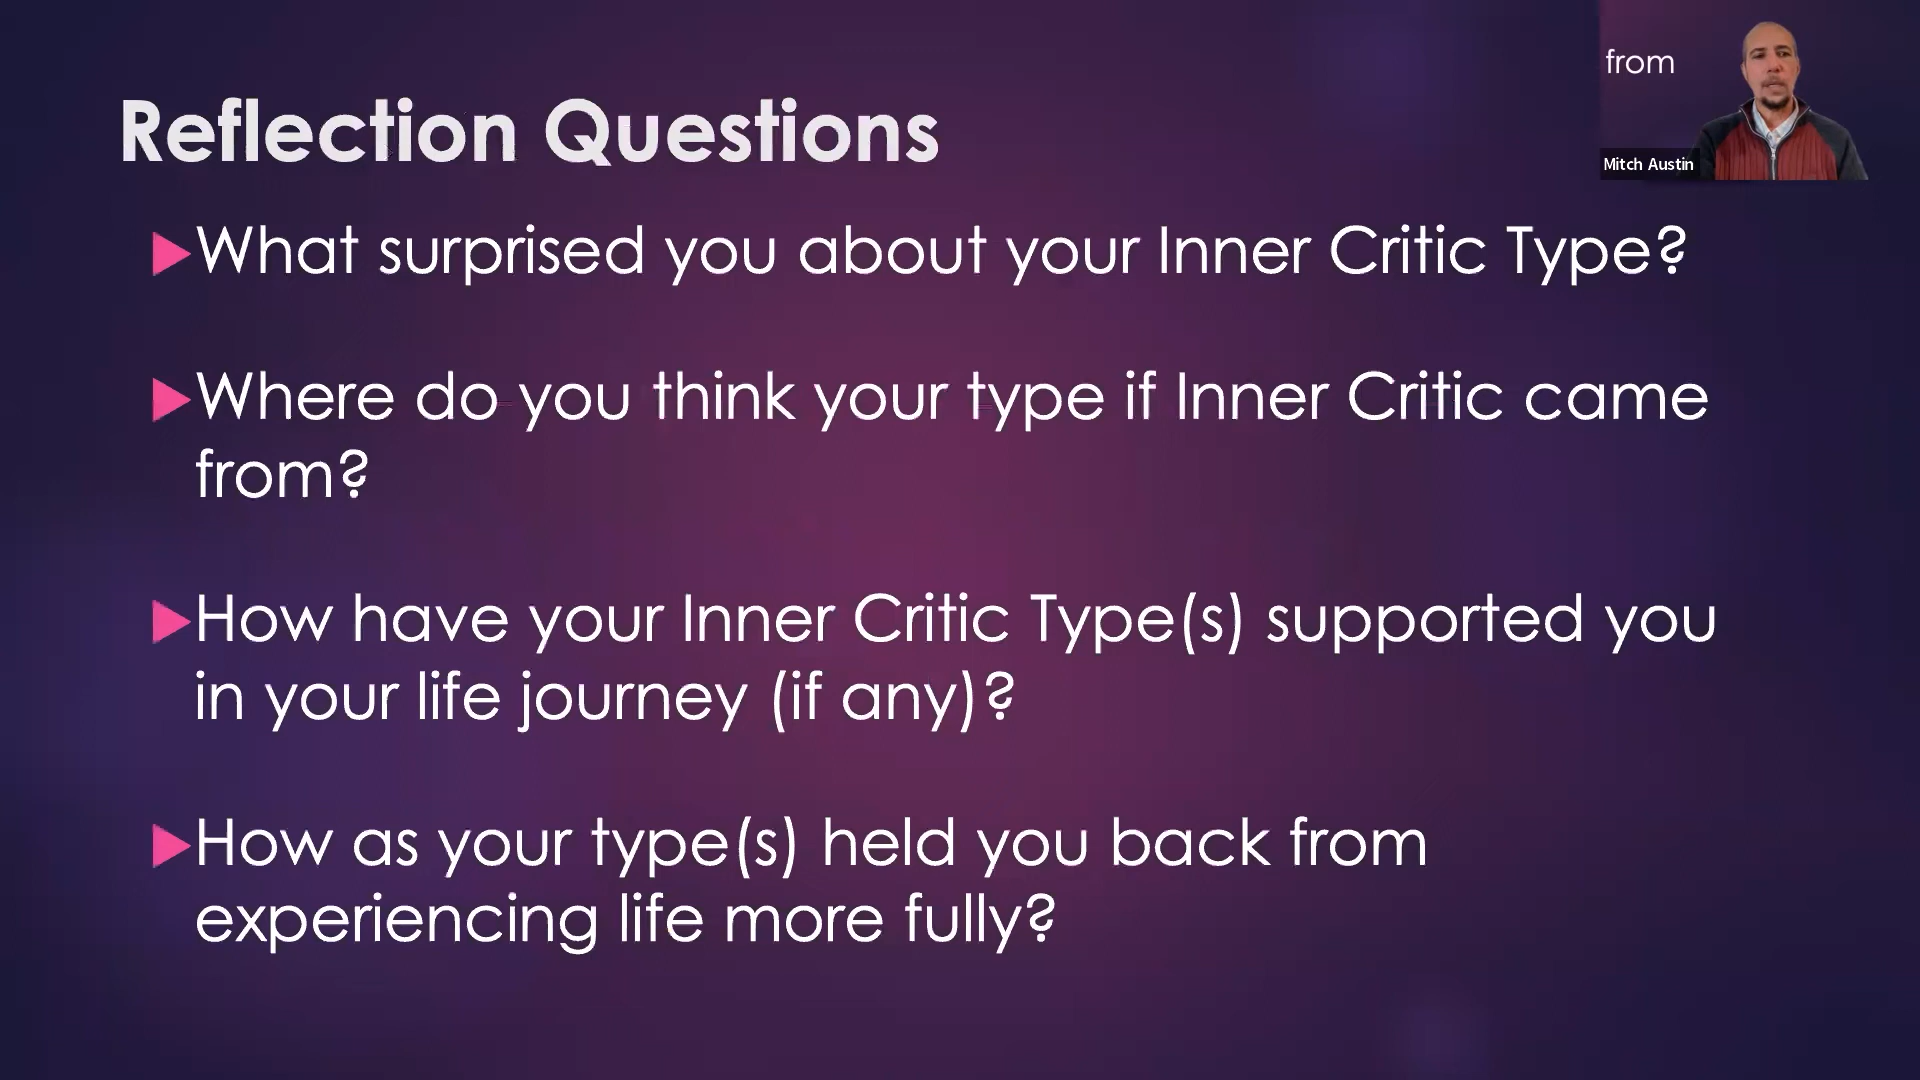 from
Mitch Austin
Reflection Questions
What surprised you about your Inner Critic Type?
Where do you think your type if Inner Critic came
from?
How have your Inner Critic Type(s) supported you
in your life journey (if any)?
How as your type(s) held you back from
experiencing life more fully?